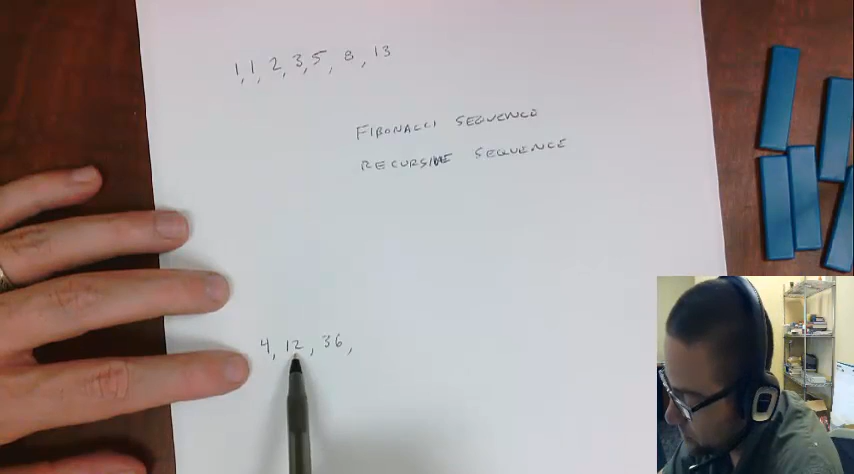 1, 1, 2, 3, 5, 8, 13
FIBONACCI SEQUENCE
RECURSIVE SEQUENCE
4, 12, 36,